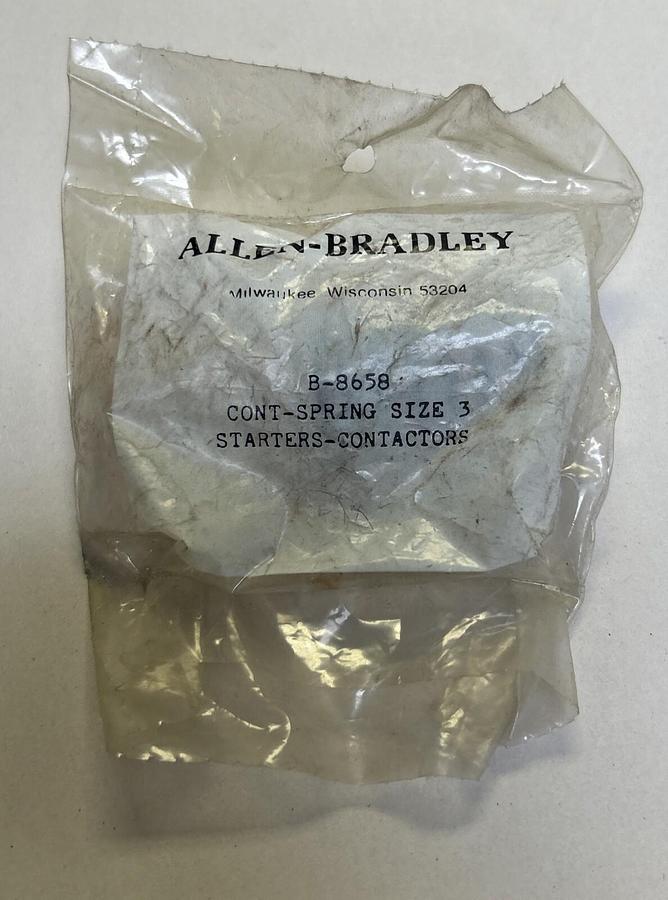 ALLEN-BRADLEY
Milwaukee Wisconsin 53204
B-8658
CONT-SPRING SIZE 3
STARTERS-CONTACTORS